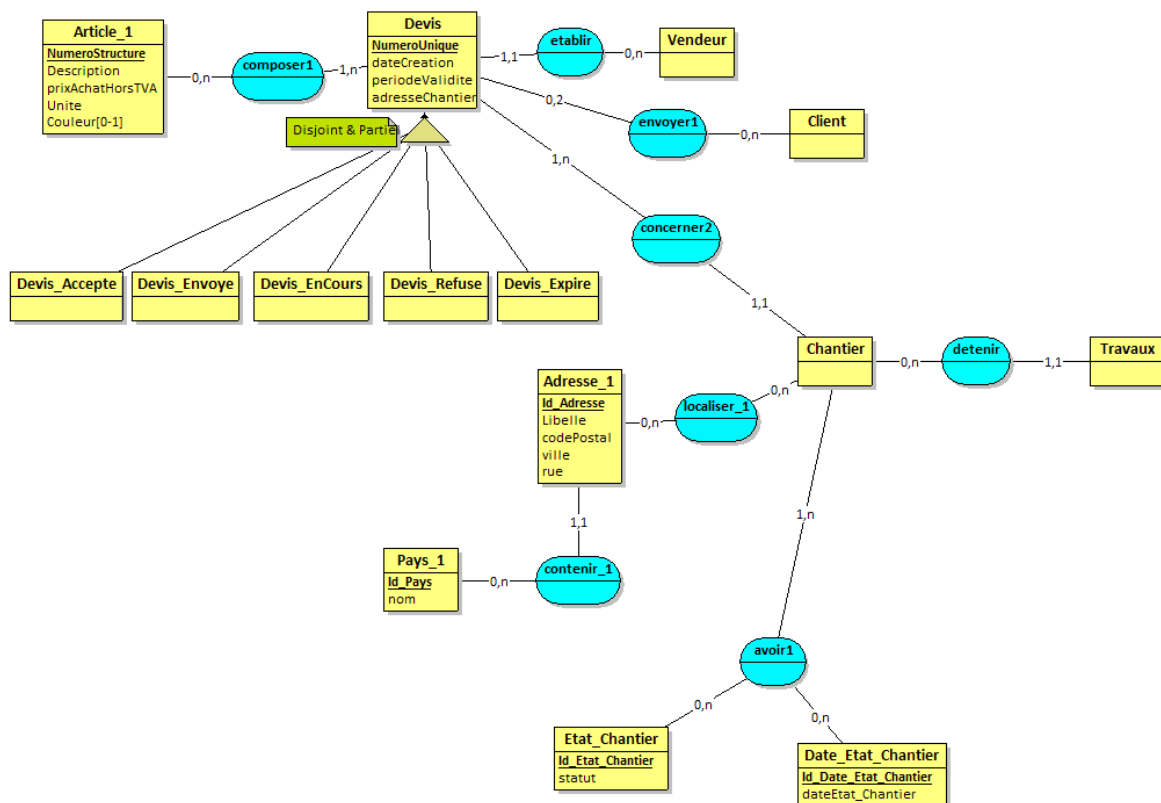 Article_1
NumeroStructure
Description
prixAchatHorsTVA
Unite
Couleur[0-1]
0,n
composer1
1,n
Devis
NumeroUnique
dateCreation
periodeValidite
adresseChantier
1,1
etablir
0,n
Vendeur
0,2
envoyer1
0,n
Client
Disjoint & Partie
1,n
concerner2
1,1
Devis_Accepte
Devis_Envoye
Devis_EnCours
Devis_Refuse
Devis_Expire
Chantier
0,n
detenir
1,1
Travaux
Adresse_1
Id_Adresse
Libelle
codePostal
ville
rue
0,n
localiser_1
0,n
1,1
1,n
Pays_1
Id_Pays
nom
0,n
contenir_1
avoir1
0,n
0,n
Etat_Chantier
Id_Etat_Chantier
statut
Date_Etat_Chantier
Id_Date_Etat_Chantier
dateEtat_Chantier